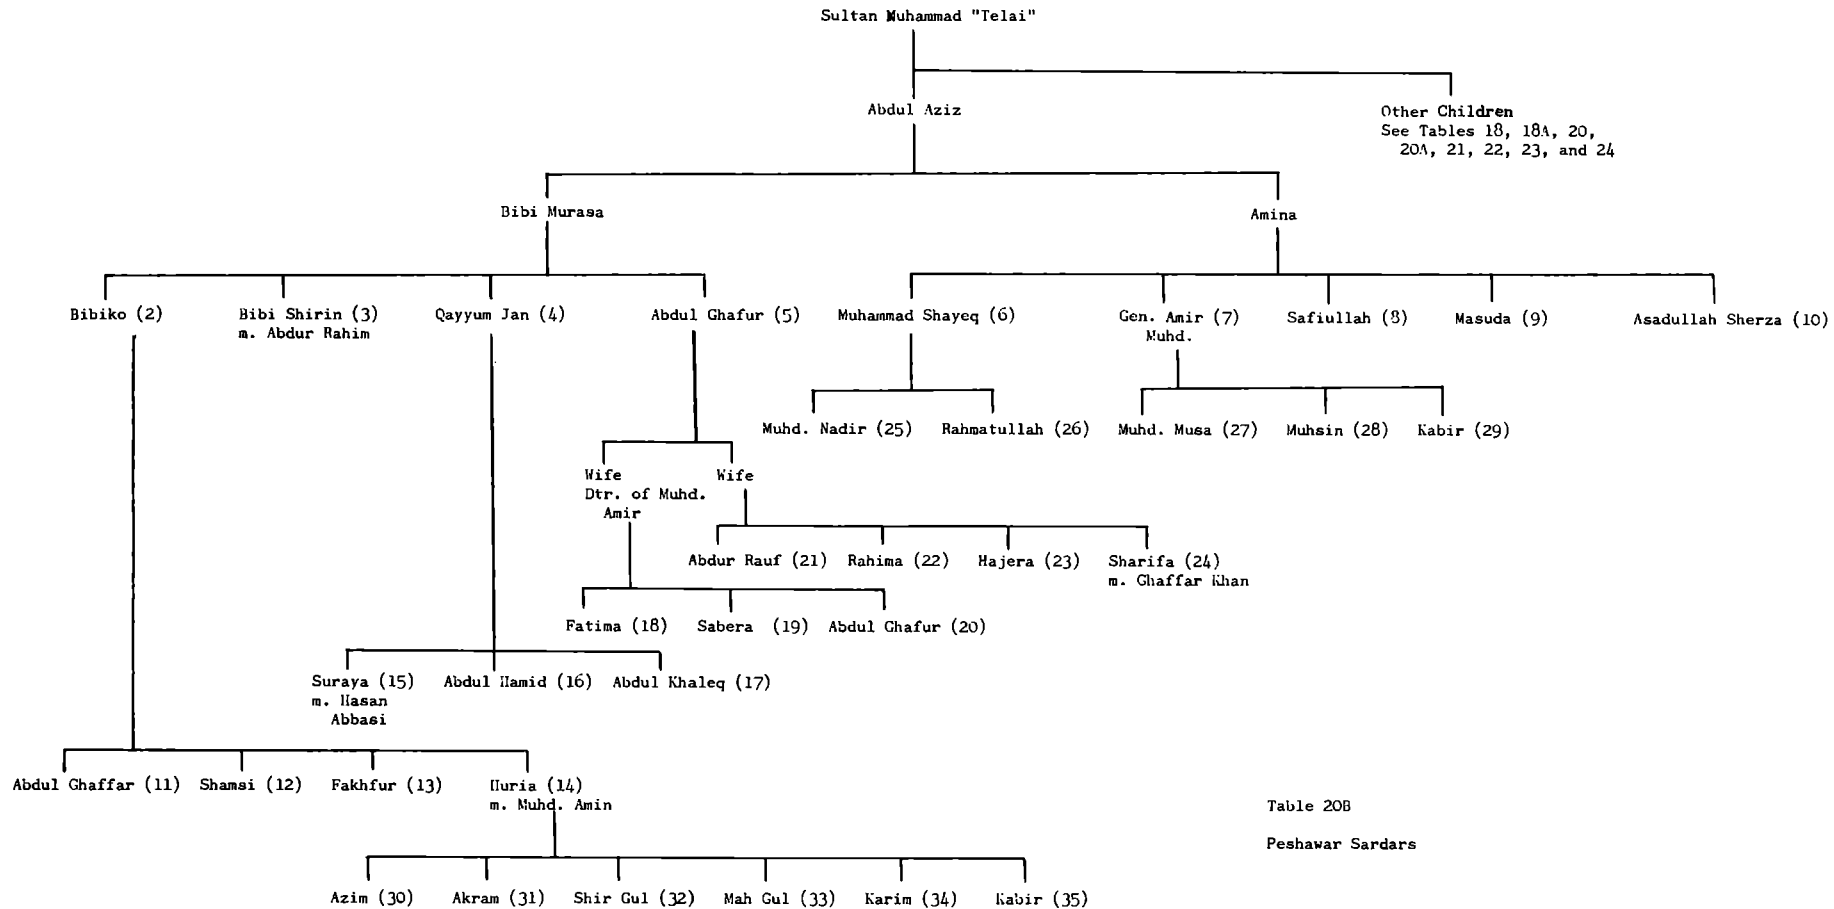 Sultan Muhammad "Telai"
Abdul Aziz
Other Children
See Tables 18, 18A, 20,
20A, 21, 22, 23, and 24
Bibi Murasa
Amina
Bibiko (2)
Bibi Shirin (3)
m. Abdur Rahim
Qayyum Jan (4)
Abdul Ghafur (5)
Muhammad Shayeq (6)
Gen. Amir (7)
Muhd.
Safiullah (8)
Masuda (9)
Asadullah Sherza (10)
Muhd. Nadir (25)
Rahmatullah (26)
Muhd. Musa (27)
Muhsin (28)
Kabir (29)
Wife
Dtr. of Muhd.
Amir
Wife
Abdur Rauf (21)
Rahima (22)
Hajera (23)
Sharifa (24)
m. Ghaffar Khan
Fatima (18)
Sabera (19)
Abdul Ghafur (20)
Suraya (15)
m. Hasan
Abbasi
Abdul Hamid (16)
Abdul Khaleq (17)
Abdul Ghaffar (11)
Shamsi (12)
Fakhfur (13)
Huria (14)
m. Muhd. Amin
Azim (30)
Akram (31)
Shir Gul (32)
Mah Gul (33)
Karim (34)
Kabir (35)
Table 20B
Peshawar Sardars